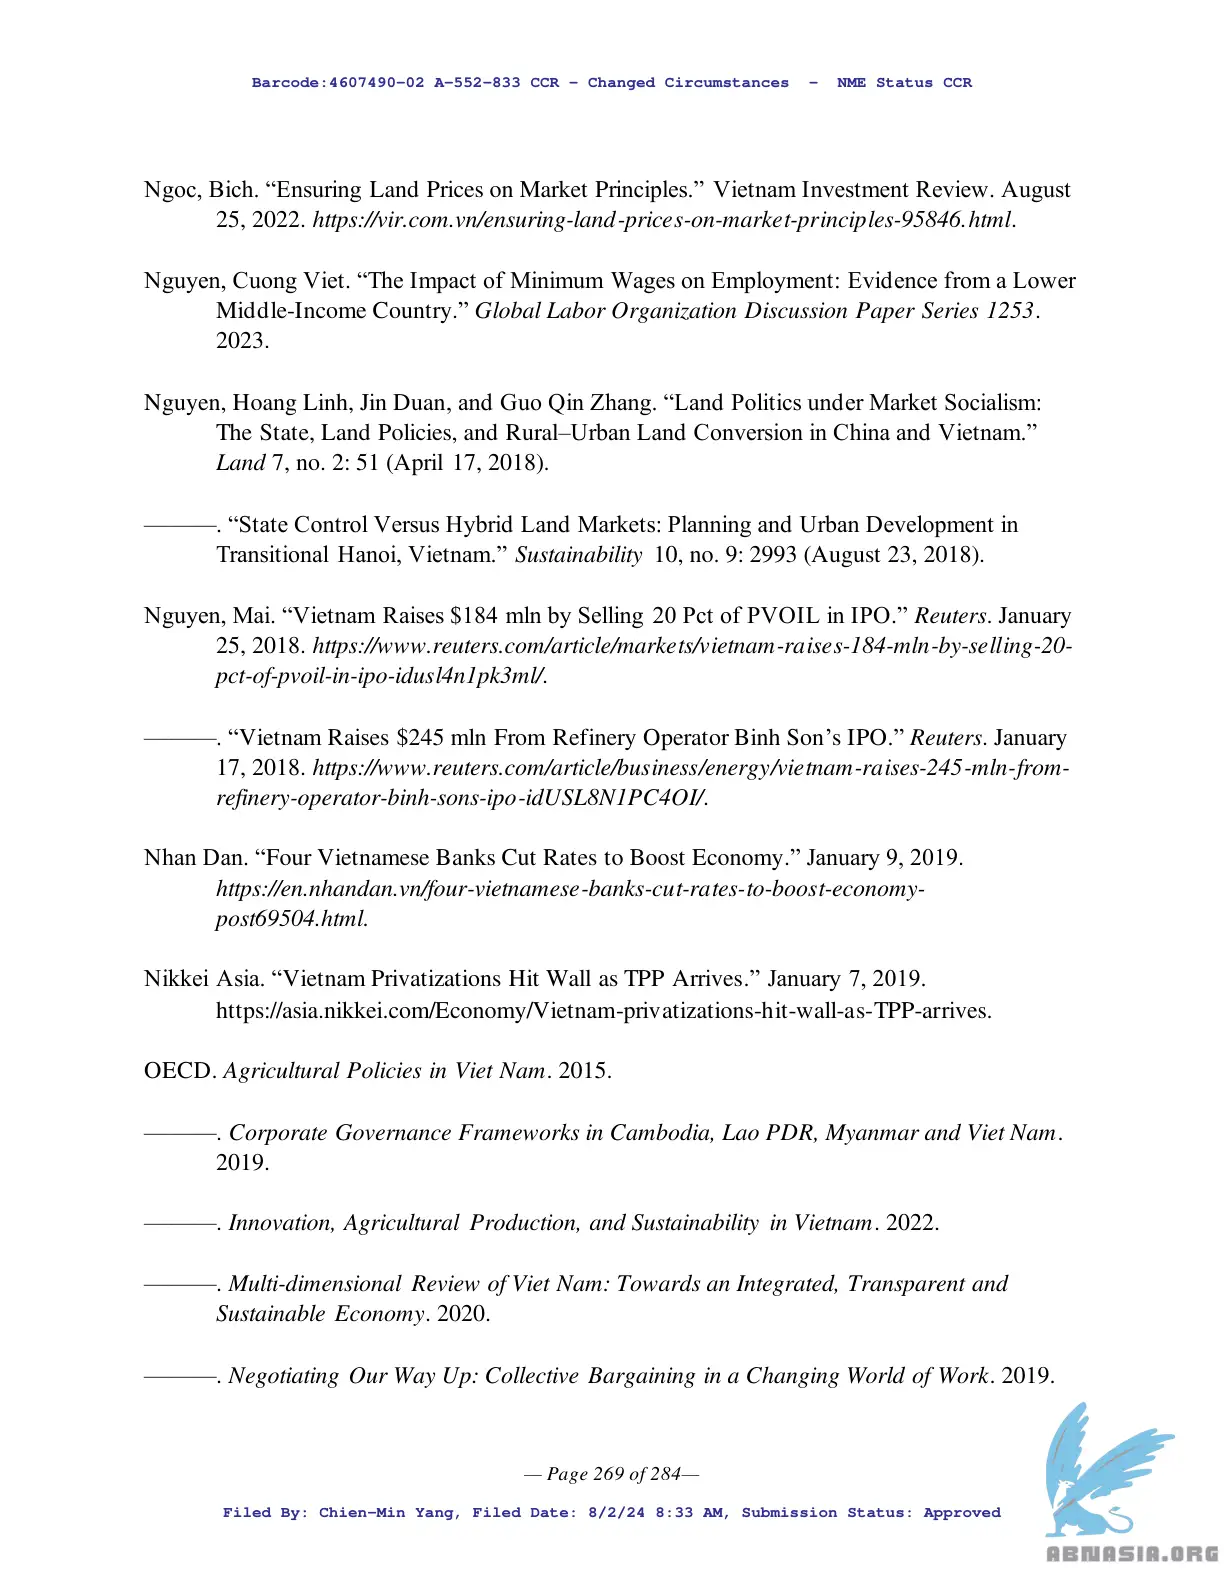 Barcode:4607490-02 A-552-833 CCR - Changed Circumstances - NME Status CCR
Ngoc, Bich. “Ensuring Land Prices on Market Principles.” Vietnam Investment Review. August
25, 2022. https://vir.com.vn/ensuring-land-prices-on-market-principles-95846.html.
Nguyen, Cuong Viet. “The Impact of Minimum Wages on Employment: Evidence from a Lower
Middle-Income Country.” Global Labor Organization Discussion Paper Series 1253.
2023.
Nguyen, Hoang Linh, Jin Duan, and Guo Qin Zhang. “Land Politics under Market Socialism:
The State, Land Policies, and Rural–Urban Land Conversion in China and Vietnam.”
Land 7, no. 2: 51 (April 17, 2018).
———. “State Control Versus Hybrid Land Markets: Planning and Urban Development in
Transitional Hanoi, Vietnam.” Sustainability 10, no. 9: 2993 (August 23, 2018).
Nguyen, Mai. “Vietnam Raises $184 mln by Selling 20 Pct of PVOIL in IPO.” Reuters. January
25, 2018. https://www.reuters.com/article/markets/vietnam-raises-184-mln-by-selling-20-
pct-of-pvoil-in-ipo-idusl4n1pk3ml/.
———. “Vietnam Raises $245 mln From Refinery Operator Binh Son’s IPO.” Reuters. January
17, 2018. https://www.reuters.com/article/business/energy/vietnam-raises-245-mln-from-
refinery-operator-binh-sons-ipo-idUSL8N1PC4OI/.
Nhan Dan. “Four Vietnamese Banks Cut Rates to Boost Economy.” January 9, 2019.
https://en.nhandan.vn/four-vietnamese-banks-cut-rates-to-boost-economy-
post69504.html.
Nikkei Asia. “Vietnam Privatizations Hit Wall as TPP Arrives.” January 7, 2019.
https://asia.nikkei.com/Economy/Vietnam-privatizations-hit-wall-as-TPP-arrives.
OECD. Agricultural Policies in Viet Nam. 2015.
———. Corporate Governance Frameworks in Cambodia, Lao PDR, Myanmar and Viet Nam.
2019.
———. Innovation, Agricultural Production, and Sustainability in Vietnam. 2022.
———. Multi-dimensional Review of Viet Nam: Towards an Integrated, Transparent and
Sustainable Economy. 2020.
———. Negotiating Our Way Up: Collective Bargaining in a Changing World of Work. 2019.
— Page 269 of 284—
Filed By: Chien-Min Yang, Filed Date: 8/2/24 8:33 AM, Submission Status: Approved
ABNASIA.ORG